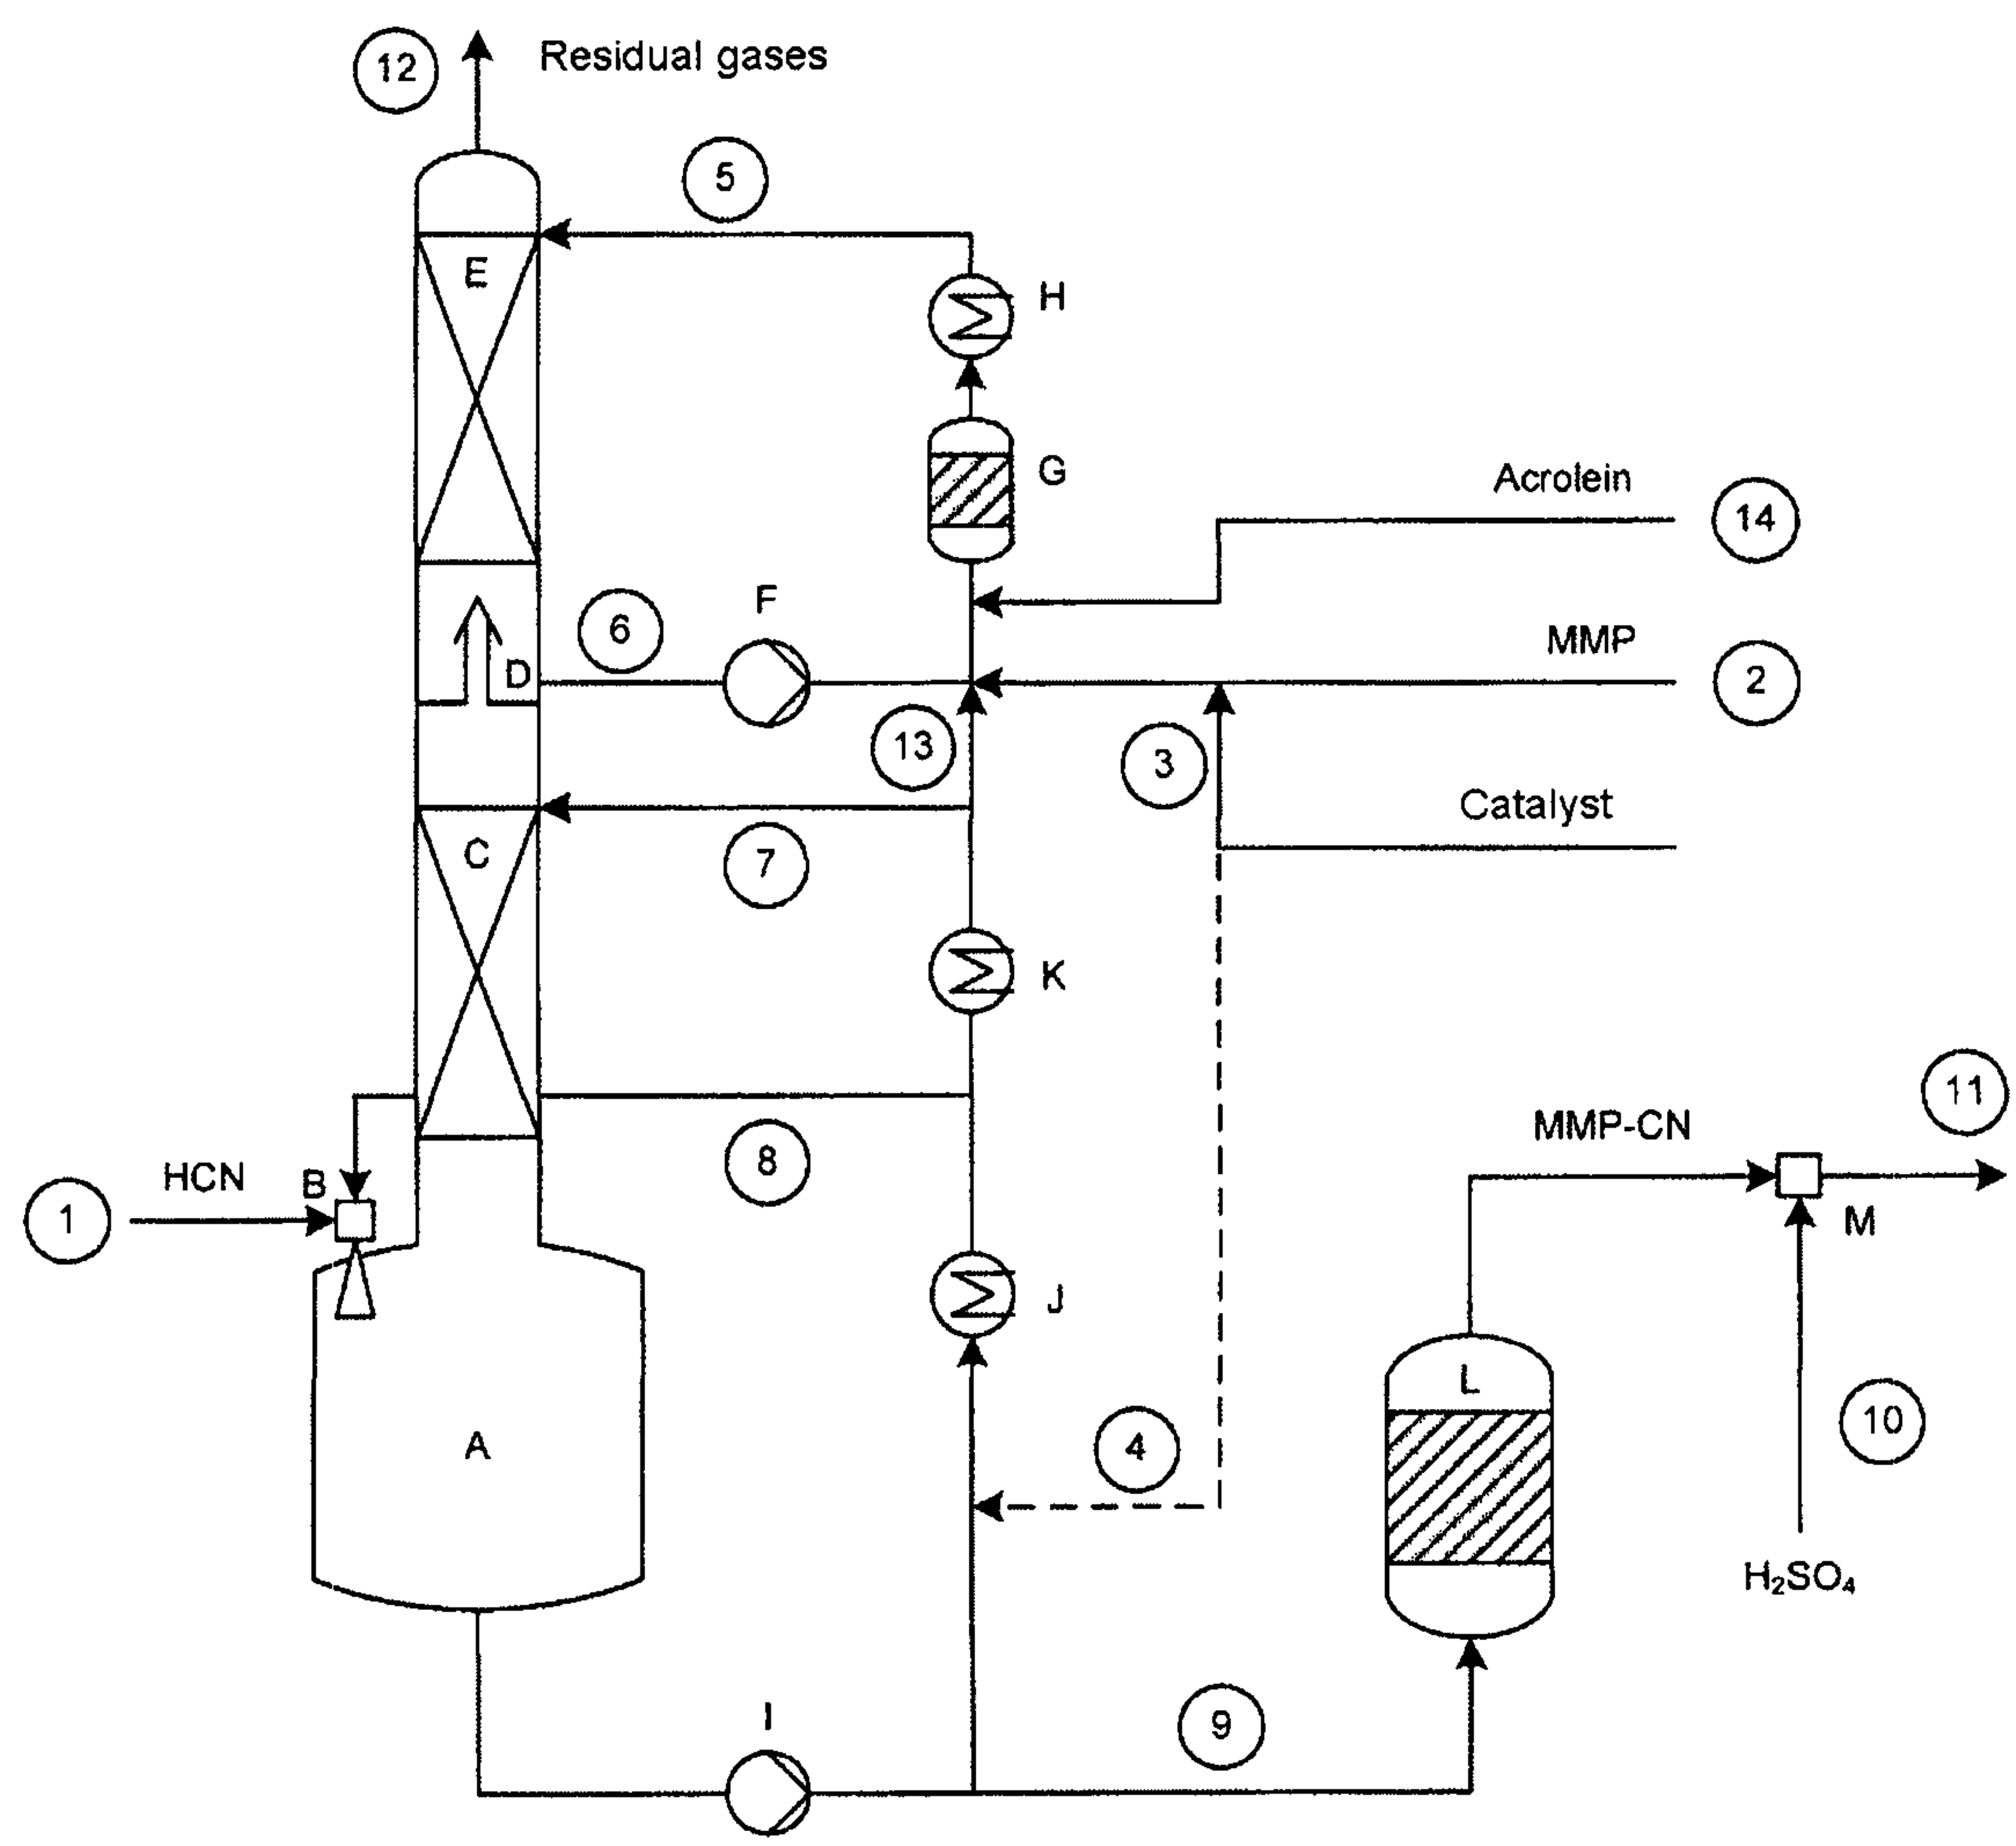 12
Residual gases
5
E
H
G
Acrolein
14
F
MMP
6
D
2
13
3
Catalyst
C
7
K
11
MMP-CN
8
HCN
B
1
M
J
L
A
4
10
H₂SO₄
I
9